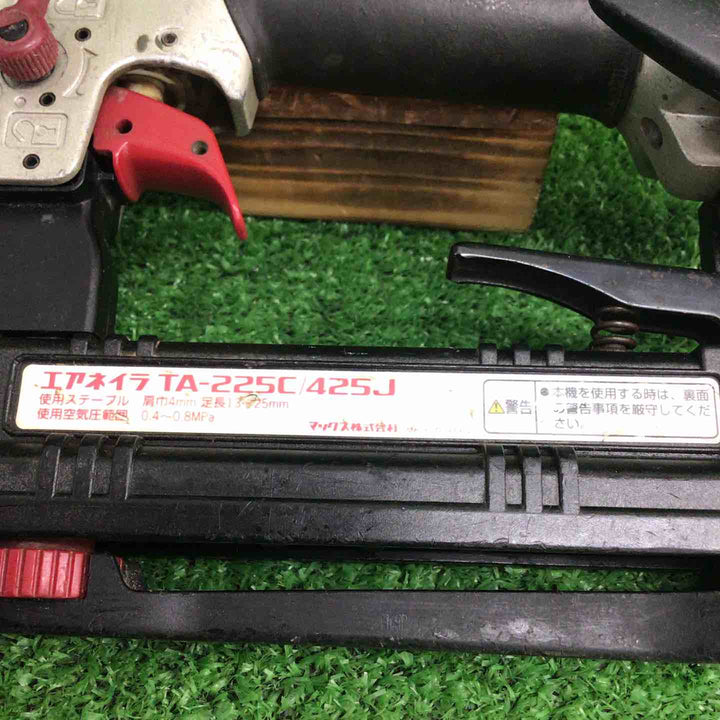 エアネイラ TA-225C/425J
使用ステープル 肩巾4mm 足長13~25mm
使用空気圧範囲 0.4~0.8MPa
マックス株式会社
警告
●本機を使用する時は、裏面
の警告事項を厳守してくだ
さい。